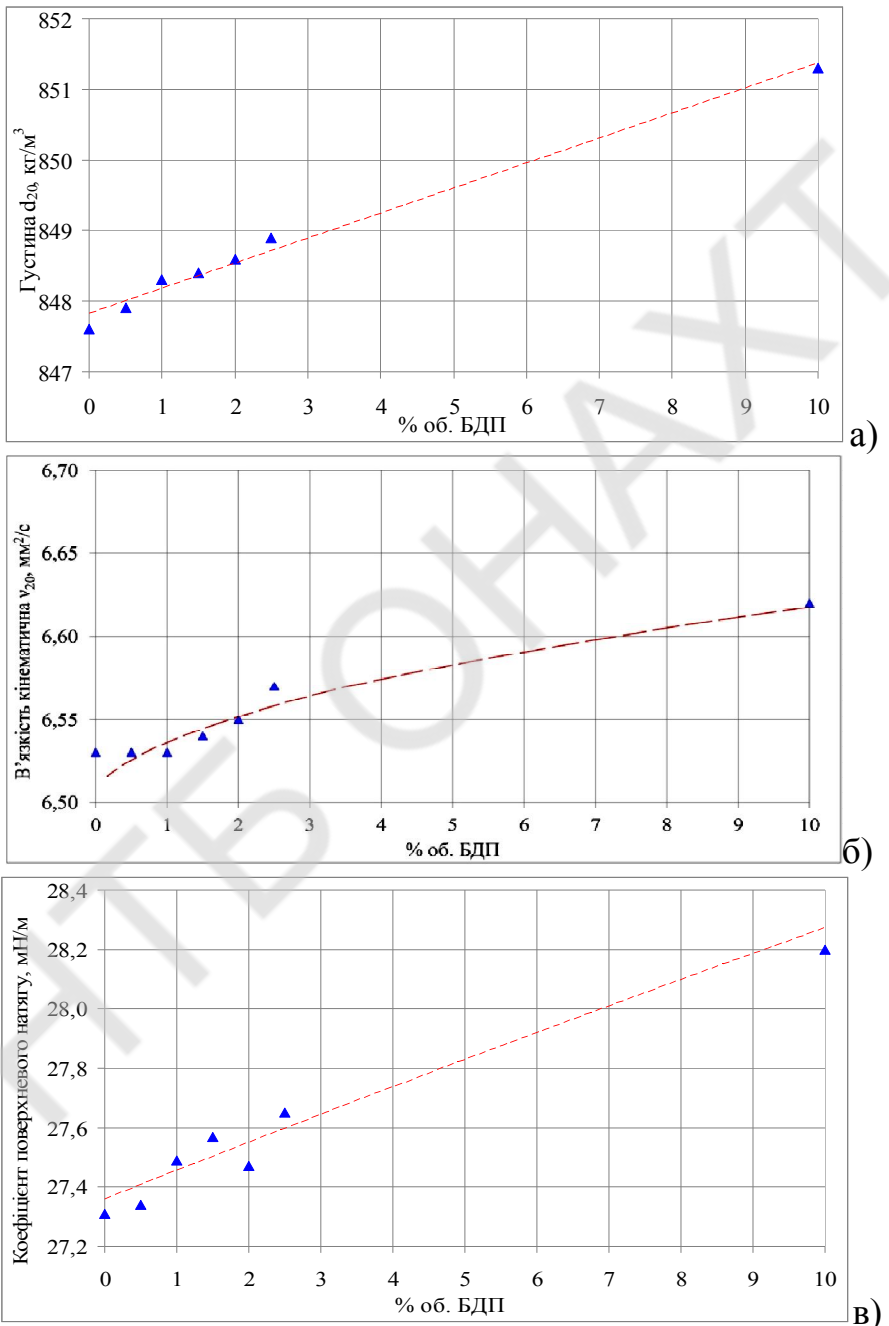 852
851
850
849
848
847
Густина d₂₀, кг/м³
0 1 2 3 4 5 6 7 8 9 10
% об. БДП
а)
6,70
6,65
6,60
6,55
6,50
В’язкість кінематична ν₂₀, мм²/с
0 1 2 3 4 5 6 7 8 9 10
% об. БДП
б)
28,4
28,2
28,0
27,8
27,6
27,4
27,2
Коефіцієнт поверхневого натягу, мН/м
0 1 2 3 4 5 6 7 8 9 10
% об. БДП
в)
НТБ ОНАХТ